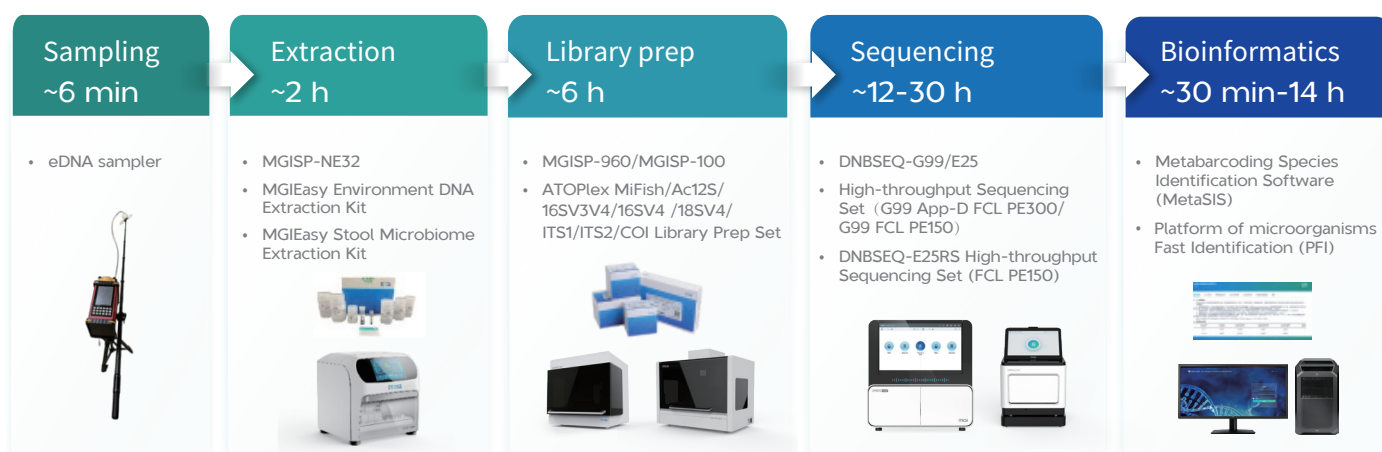 Sampling
~6 min
Extraction
~2 h
Library prep
~6 h
Sequencing
~12-30 h
Bioinformatics
~30 min-14 h
• eDNA sampler
• MGISP-NE32
• MGIEasy Environment DNA
Extraction Kit
• MGIEasy Stool Microbiome
Extraction Kit
• MGISP-960/MGISP-100
• ATOPlex MiFish/Ac12S/
16SV3V4/16SV4 /18SV4/
ITS1/ITS2/COI Library Prep Set
• DNBSEQ-G99/E25
• High-throughput Sequencing
Set（G99 App-D FCL PE300/
G99 FCL PE150）
• DNBSEQ-E25RS High-throughput
Sequencing Set (FCL PE150)
• Metabarcoding Species
Identification Software
(MetaSIS)
• Platform of microorganisms
Fast Identification (PFI)